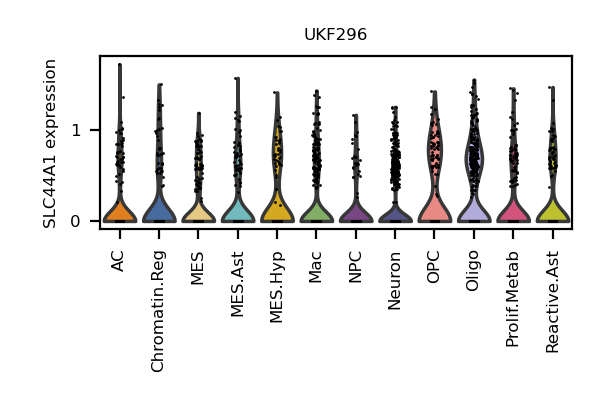 UKF296
SLC44A1 expression
1
0
AC
Chromatin.Reg
MES
MES.Ast
MES.Hyp
Mac
NPC
Neuron
OPC
Oligo
Prolif.Metab
Reactive.Ast